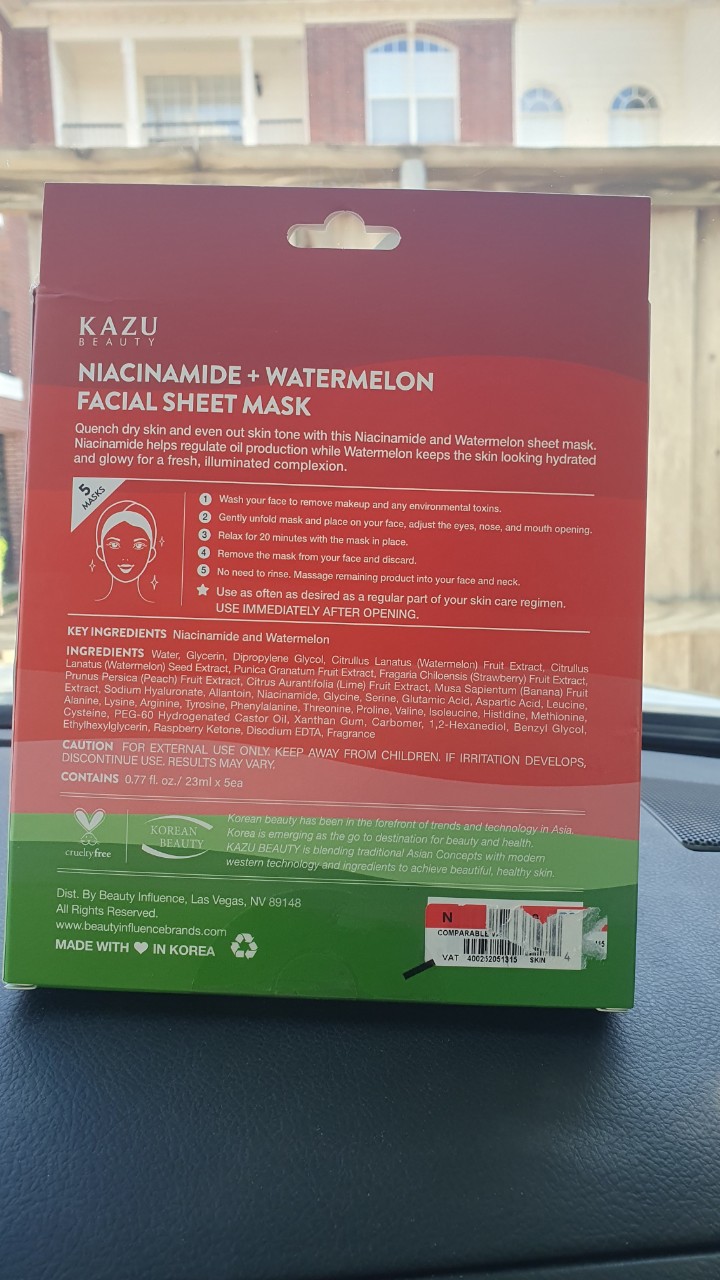 KAZU
BEAUTY
NIACINAMIDE + WATERMELON
FACIAL SHEET MASK
Quench dry skin and even out skin tone with this Niacinamide and Watermelon sheet mask.
Niacinamide helps regulate oil production while Watermelon keeps the skin looking hydrated
and glowy for a fresh, illuminated complexion.
5
MASKS
1 Wash your face to remove makeup and any environmental toxins.
2 Gently unfold mask and place on your face, adjust the eyes, nose, and mouth opening.
3 Relax for 20 minutes with the mask in place.
4 Remove the mask from your face and discard.
5 No need to rinse. Massage remaining product into your face and neck.
Use as often as desired as a regular part of your skin care regimen.
USE IMMEDIATELY AFTER OPENING.
KEY INGREDIENTS Niacinamide and Watermelon
INGREDIENTS Water, Glycerin, Dipropylene Glycol, Citrullus Lanatus (Watermelon) Fruit Extract, Citrullus
Lanatus (Watermelon) Seed Extract, Punica Granatum Fruit Extract, Fragaria Chiloensis (Strawberry) Fruit Extract,
Prunus Persica (Peach) Fruit Extract, Citrus Aurantifolia (Lime) Fruit Extract, Musa Sapientum (Banana) Fruit
Extract, Sodium Hyaluronate, Allantoin, Niacinamide, Glycine, Serine, Glutamic Acid, Aspartic Acid, Leucine,
Alanine, Lysine, Arginine, Tyrosine, Phenylalanine, Threonine, Proline, Valine, Isoleucine, Histidine, Methionine,
Cysteine, PEG-60 Hydrogenated Castor Oil, Xanthan Gum, Carbomer, 1,2-Hexanediol, Benzyl Glycol,
Ethylhexylglycerin, Raspberry Ketone, Disodium EDTA, Fragrance
CAUTION FOR EXTERNAL USE ONLY. KEEP AWAY FROM CHILDREN. IF IRRITATION DEVELOPS,
DISCONTINUE USE. RESULTS MAY VARY.
CONTAINS 0.77 fl. oz./ 23ml x 5ea
crueltyfree
KOREAN
BEAUTY
Korean beauty has been in the forefront of trends and technology in Asia.
Korea is emerging as the go to destination for beauty and health.
KAZU BEAUTY is blending traditional Asian Concepts with modern
western technology and ingredients to achieve beautiful, healthy skin.
Dist. By Beauty Influence, Las Vegas, NV 89148
All Rights Reserved.
www.beautyinfluencebrands.com
MADE WITH ❤ IN KOREA
N
COMPARABLE
VAT 400252051315 SKIN 4